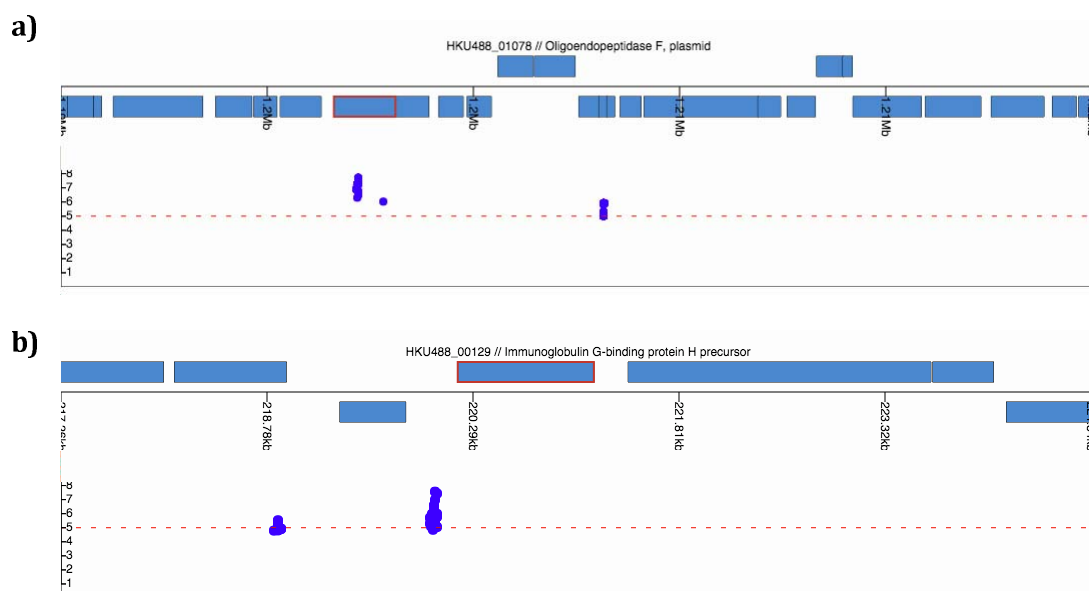 a)
HKU488_01078 // Oligoendopeptidase F, plasmid
1.2Mb
1.2Mb
1.21Mb
1.21Mb
8
7
6
5
4
3
2
1
b)
HKU488_00129 // Immunoglobulin G-binding protein H precursor
218.78kb
220.29kb
221.81kb
223.32kb
8
7
6
5
4
3
2
1